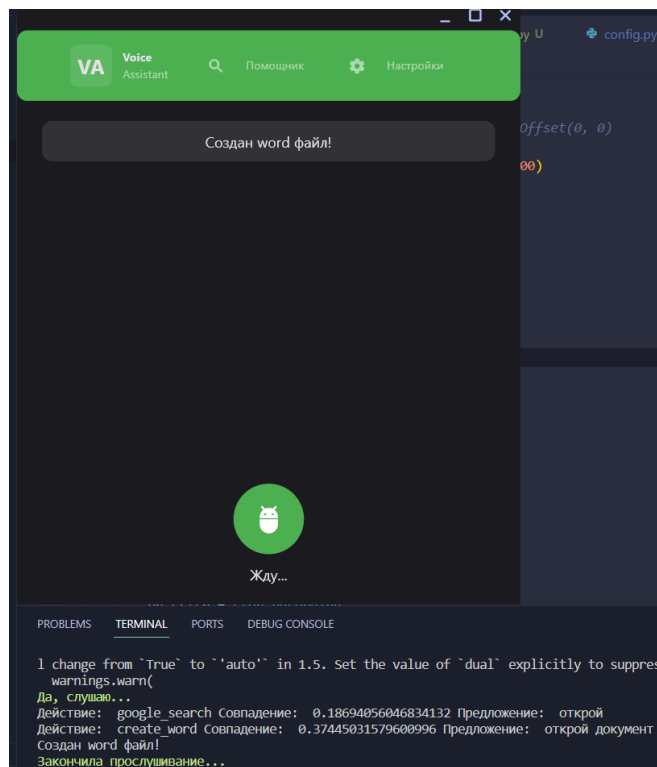 py U
config.py
VA
Voice
Assistant
Помощник
Настройки
Offset(0, 0)
Создан word файл!
00)
Жду...
PROBLEMS TERMINAL PORTS DEBUG CONSOLE
l change from `True` to `'auto'` in 1.5. Set the value of `dual` explicitly to suppres
warnings.warn(
Да, слушаю...
Действие:  google_search Совпадение:  0.18694056046834132 Предложение:  открой
Действие:  create_word Совпадение:  0.37445031579600996 Предложение:  открой документ
Создан word файл!
Закончила прослушивание...